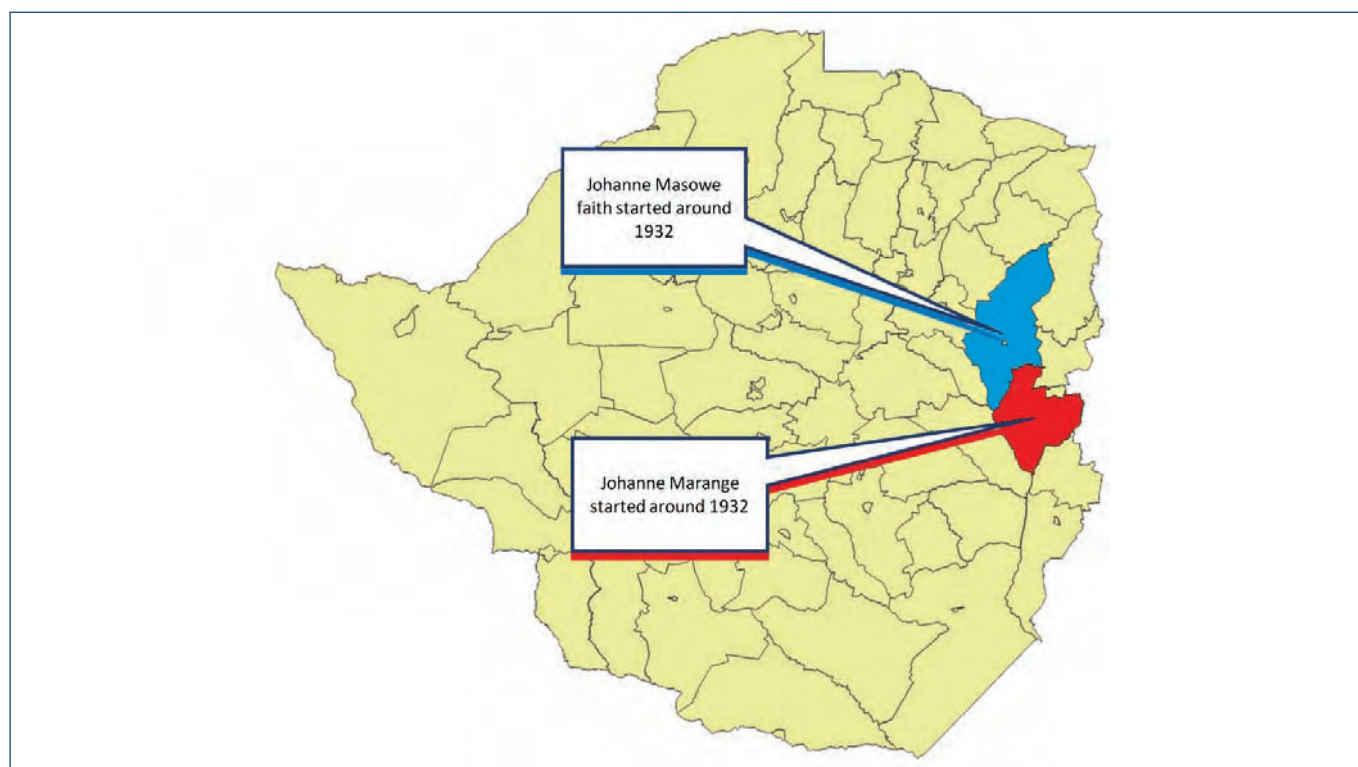 Johanne Masowe
faith started around
1932
Johanne Marange
started around 1932